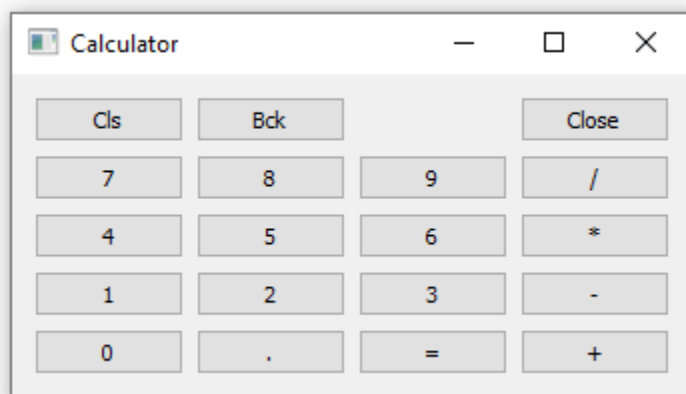 Calculator
Cls Bck Close
7 8 9 /
4 5 6 *
1 2 3 -
0 . = +